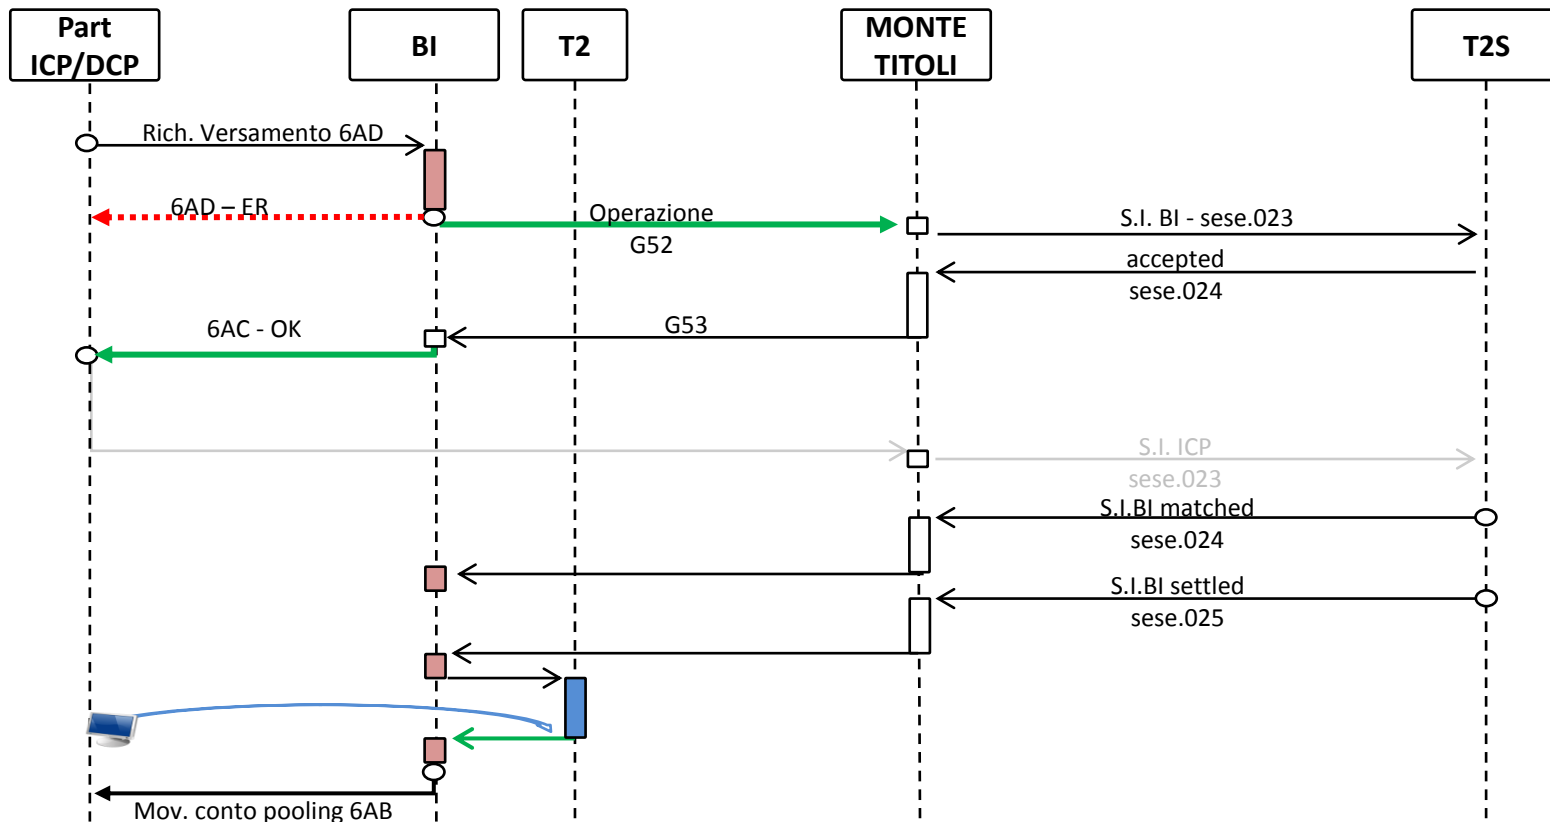 Part
ICP/DCP
BI
T2
MONTE
TITOLI
T2S
Rich. Versamento 6AD
6AD – ER
Operazione
G52
S.I. BI - sese.023
accepted
sese.024
6AC - OK
G53
S.I. ICP
sese.023
S.I.BI matched
sese.024
S.I.BI settled
sese.025
Mov. conto pooling 6AB